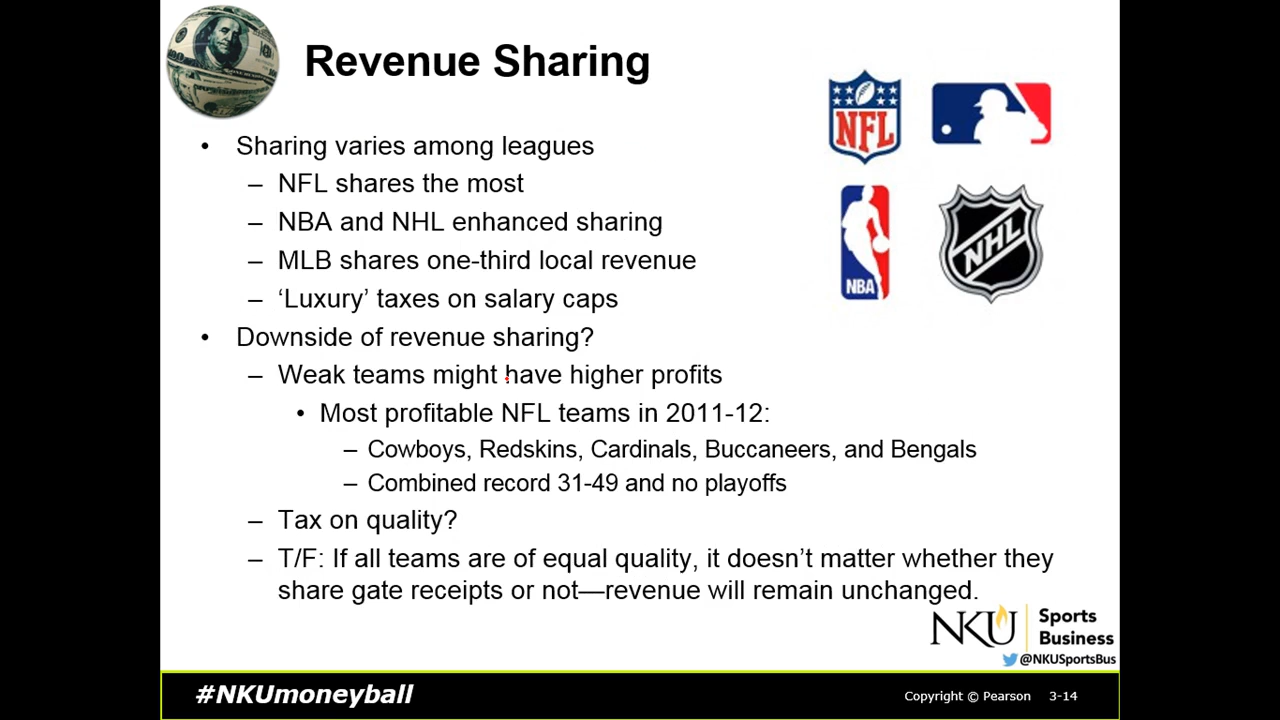 Revenue Sharing
• Sharing varies among leagues
– NFL shares the most
– NBA and NHL enhanced sharing
– MLB shares one-third local revenue
– ‘Luxury’ taxes on salary caps
• Downside of revenue sharing?
– Weak teams might have higher profits
• Most profitable NFL teams in 2011-12:
– Cowboys, Redskins, Cardinals, Buccaneers, and Bengals
– Combined record 31-49 and no playoffs
– Tax on quality?
– T/F: If all teams are of equal quality, it doesn’t matter whether they
share gate receipts or not—revenue will remain unchanged.
NFL
NBA
NHL
NKU
Sports
Business
@NKUSportsBus
#NKUmoneyball
Copyright © Pearson 3-14